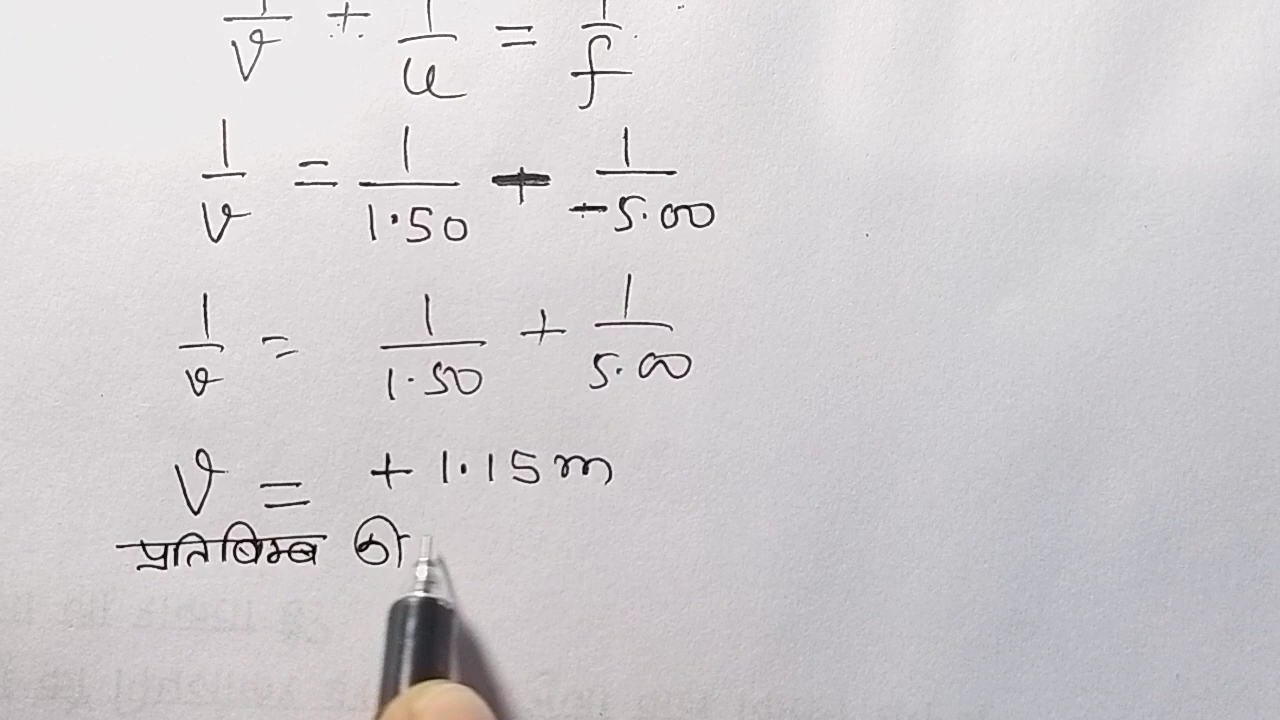 1/v + 1/u = 1/f
1/v = 1/1.50 - 1/-5.00
1/v = 1/1.50 + 1/5.00
v = + 1.15m
प्रतिबिम्ब